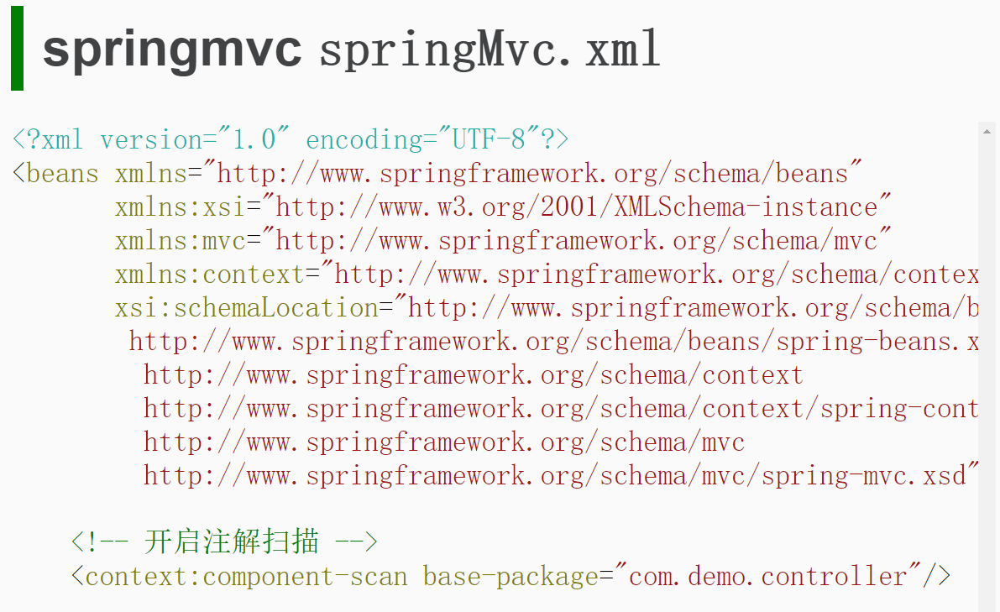 springmvc springMvc.xml
<?xml version="1.0" encoding="UTF-8"?>
<beans xmlns="http://www.springframework.org/schema/beans"
xmlns:xsi="http://www.w3.org/2001/XMLSchema-instance"
xmlns:mvc="http://www.springframework.org/schema/mvc"
xmlns:context="http://www.springframework.org/schema/contex
xsi:schemaLocation="http://www.springframework.org/schema/b
http://www.springframework.org/schema/beans/spring-beans.x
http://www.springframework.org/schema/context
http://www.springframework.org/schema/context/spring-cont
http://www.springframework.org/schema/mvc
http://www.springframework.org/schema/mvc/spring-mvc.xsd"
<!-- 开启注解扫描 -->
<context:component-scan base-package="com.demo.controller"/>